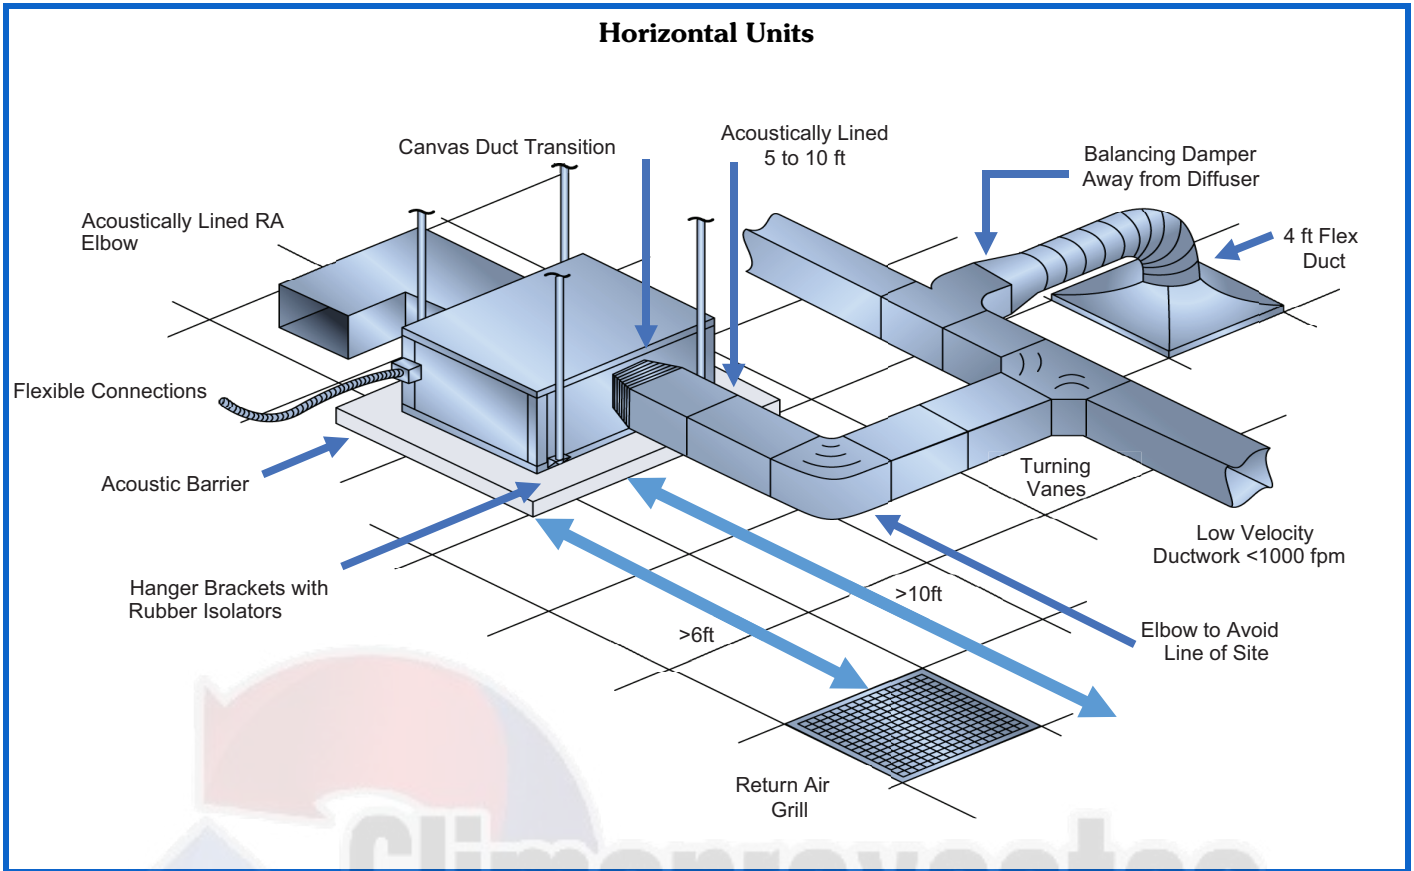 Horizontal Units
Canvas Duct Transition
Acoustically Lined
5 to 10 ft
Balancing Damper
Away from Diffuser
Acoustically Lined RA
Elbow
4 ft Flex
Duct
Flexible Connections
Acoustic Barrier
Turning
Vanes
Low Velocity
Ductwork <1000 fpm
Hanger Brackets with
Rubber Isolators
>10ft
>6ft
Elbow to Avoid
Line of Site
Return Air
Grill
Climaproyectos